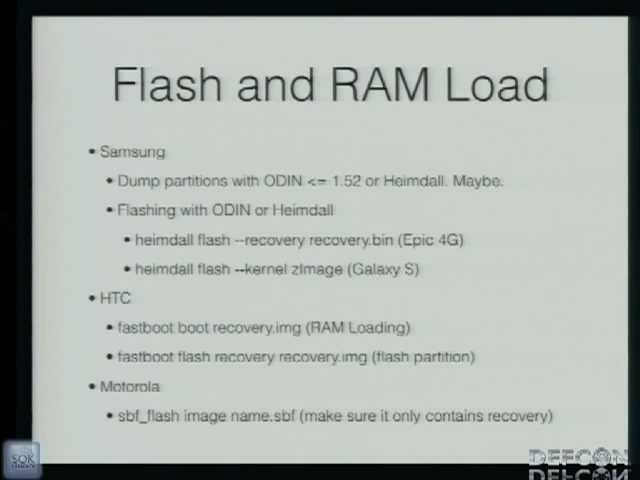 Flash and RAM Load
• Samsung
• Dump partitions with ODIN <= 1.52 or Heimdall. Maybe.
• Flashing with ODIN or Heimdall
• heimdall flash --recovery recovery.bin (Epic 4G)
• heimdall flash --kernel zImage (Galaxy S)
• HTC
• fastboot boot recovery.img (RAM Loading)
• fastboot flash recovery recovery.img (flash partition)
• Motorola
• sbf_flash image name.sbf (make sure it only contains recovery)
SOK
DEFCON